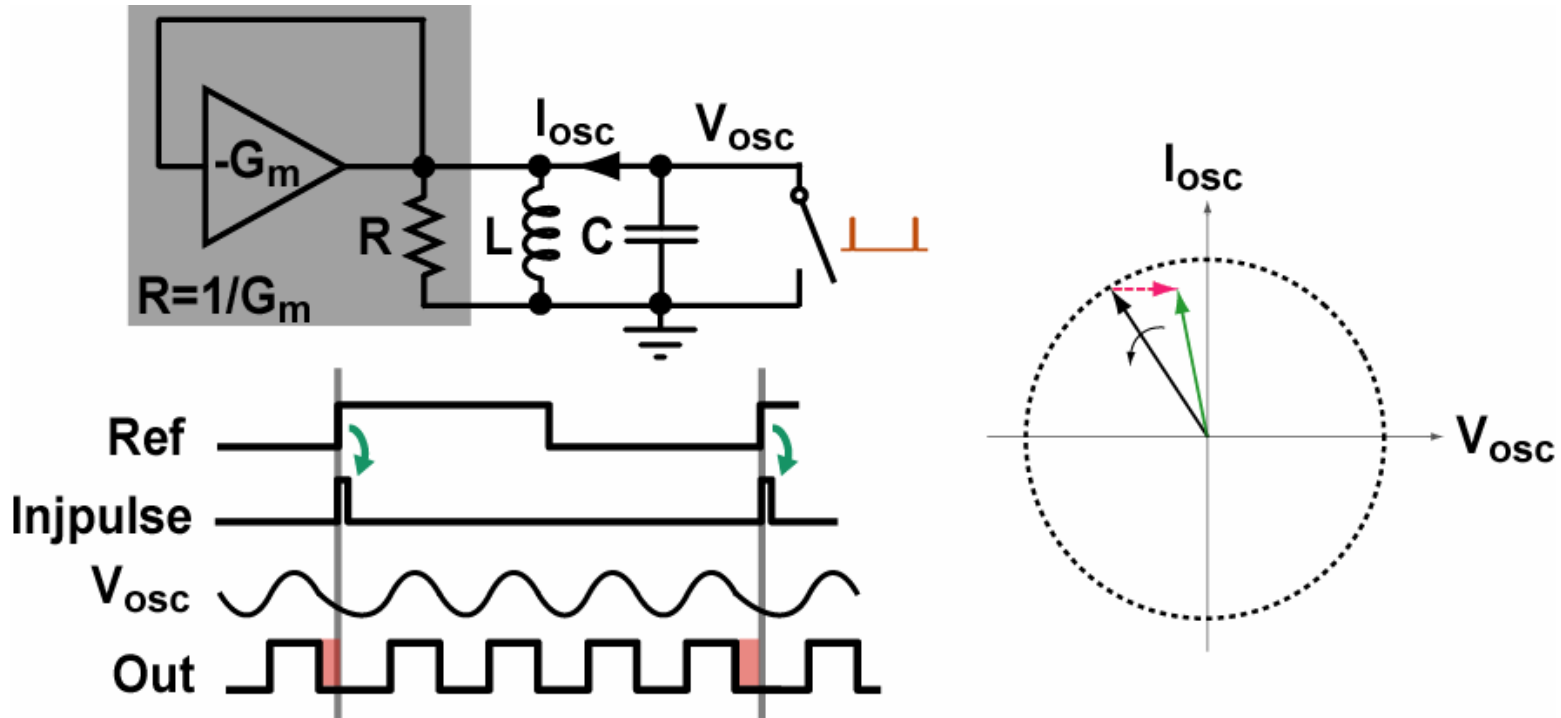 -Gm
R=1/Gm
R
L
C
Iosc
Vosc
Ref
Injpulse
Vosc
Out
Iosc
Vosc